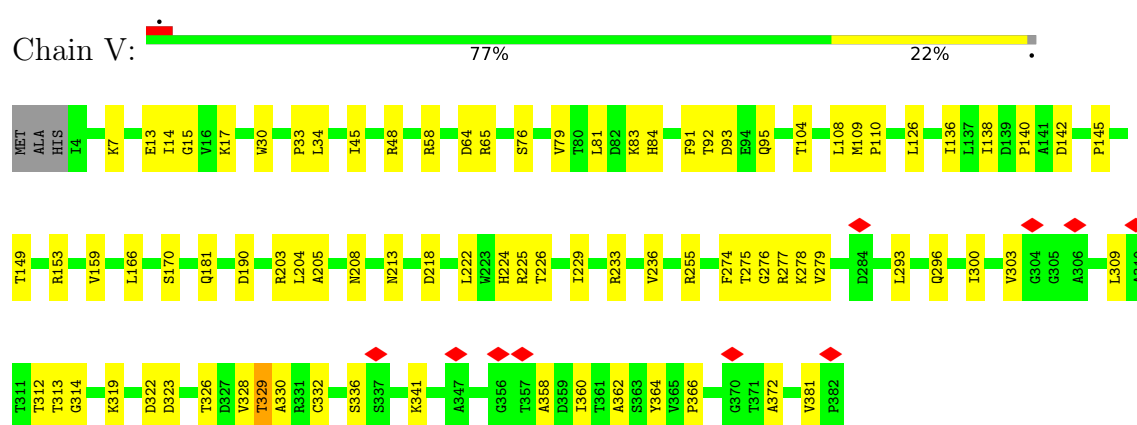 Chain V:
77%
22%
MET ALA HIS I4 K7 E13 I14 G15 V16 K17 W30 P33 L34 I45 R48 R58 D64 R65 S76 V79 T80 L81 D82 K83 H84 F91 T92 D93 E94 Q95 T104 L108 M109 P110 L126 I136 L137 I138 D139 P140 A141 D142 P145
T149 R153 V159 L166 S170 Q181 D190 R203 L204 A205 N208 N213 D218 L222 W223 H224 R225 T226 I229 R233 V236 R255 F274 T275 G276 R277 K278 V279 D284 L293 Q296 I300 V303 G304 G305 A306 L309
T311 T312 T313 G314 K319 D322 D323 T326 D327 V328 T329 A330 R331 C332 S336 S337 K341 A347 G356 T357 A358 D359 I360 T361 A362 S363 Y364 V365 P366 G370 T371 A372 V381 P382